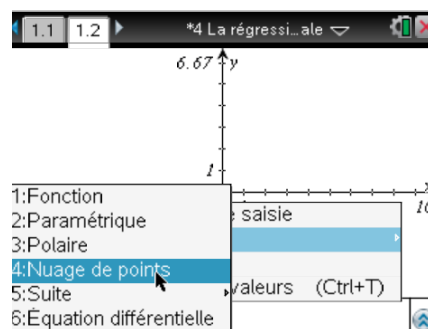 1.1 1.2 *4 La régressi...ale
6.67 y
1
x
10
1:Fonction
2:Paramétrique
3:Polaire
4:Nuage de points
5:Suite
6:Équation différentielle
saisie
valeurs (Ctrl+T)